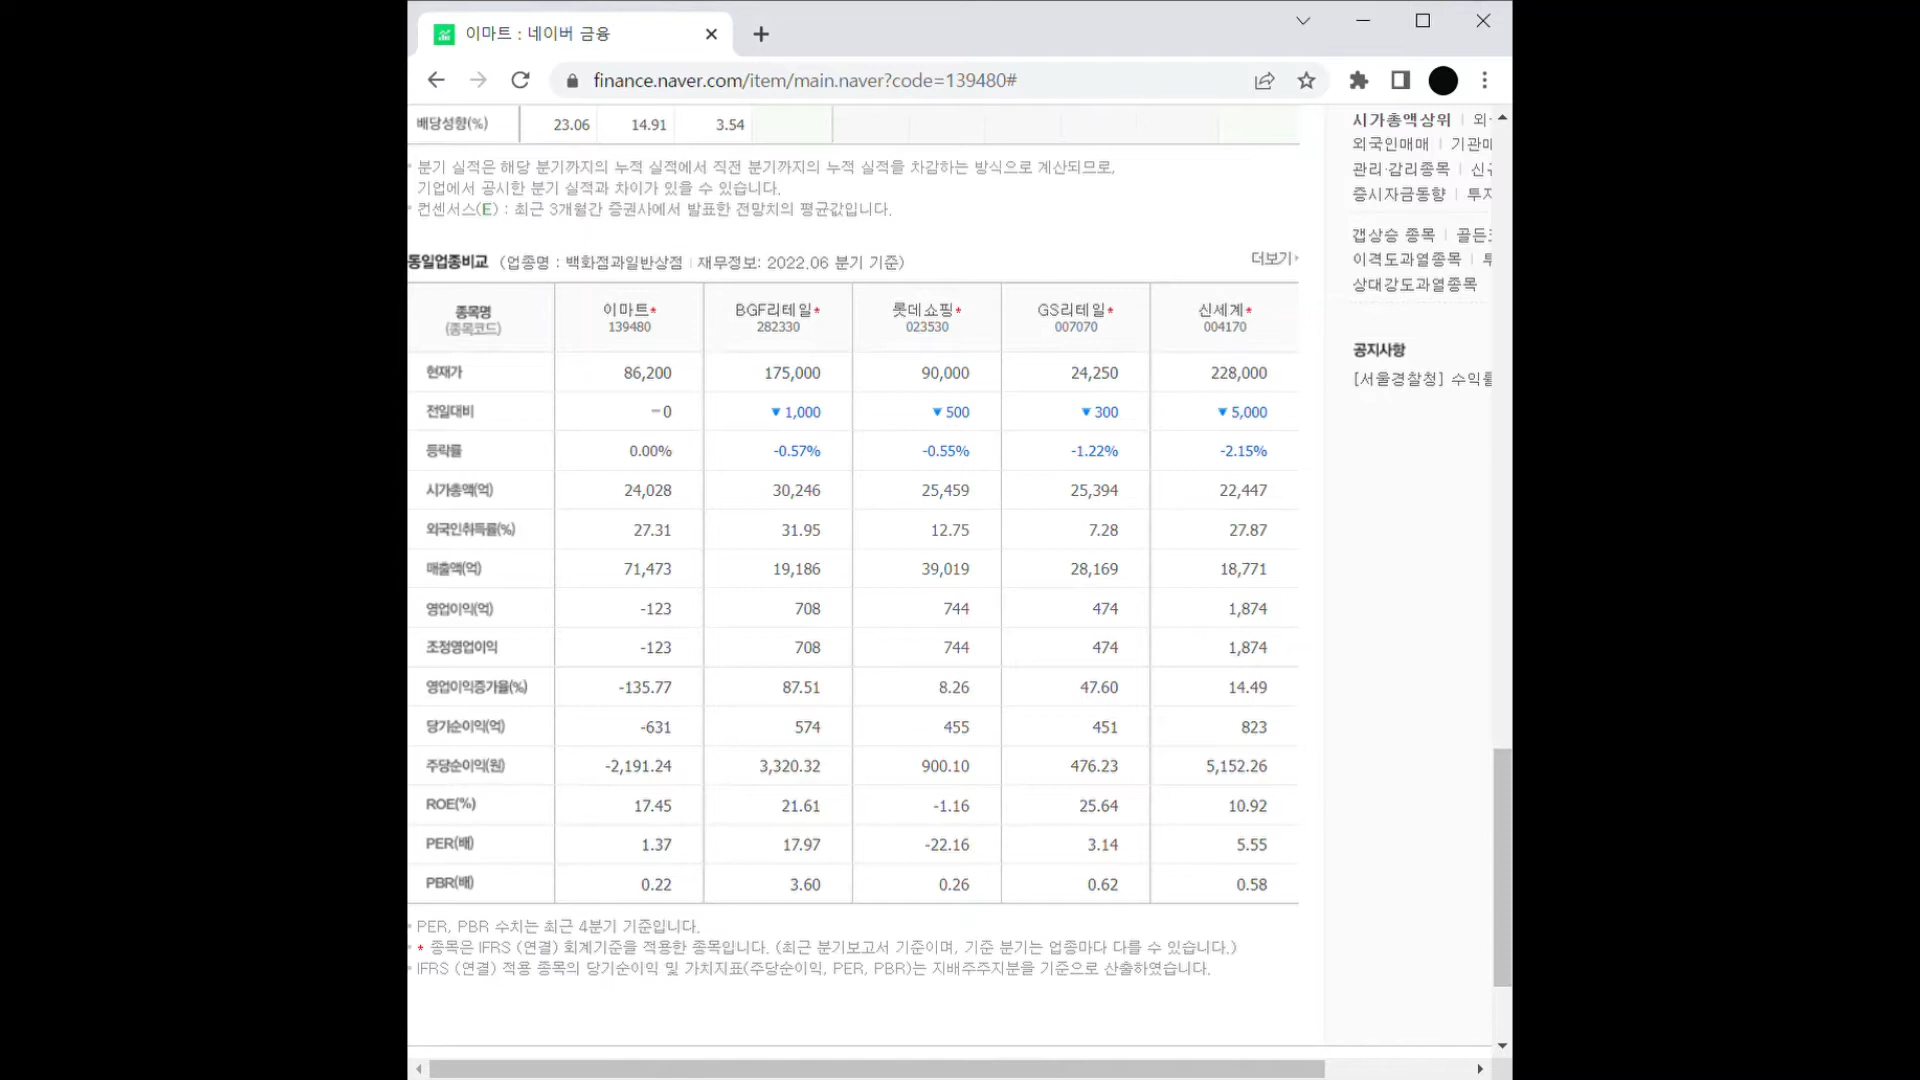 이마트 : 네이버 금융
finance.naver.com/item/main.naver?code=139480#
배당성향(%) 23.06 14.91 3.54
분기 실적은 해당 분기까지의 누적 실적에서 직전 분기까지의 누적 실적을 차감하는 방식으로 계산되므로,
기업에서 공시한 분기 실적과 차이가 있을 수 있습니다.
컨센서스(E) : 최근 3개월간 증권사에서 발표한 전망치의 평균값입니다.
동일업종비교 (업종명 : 백화점과일반상점 | 재무정보: 2022.06 분기 기준) 더보기
종목명 이마트* BGF리테일* 롯데쇼핑* GS리테일* 신세계*
(종목코드) 139480 282330 023530 007070 004170
현재가 86,200 175,000 90,000 24,250 228,000
전일대비 −0 ▼1,000 ▼500 ▼300 ▼5,000
등락률 0.00% -0.57% -0.55% -1.22% -2.15%
시가총액(억) 24,028 30,246 25,459 25,394 22,447
외국인취득률(%) 27.31 31.95 12.75 7.28 27.87
매출액(억) 71,473 19,186 39,019 28,169 18,771
영업이익(억) -123 708 744 474 1,874
조정영업이익 -123 708 744 474 1,874
영업이익증가율(%) -135.77 87.51 8.26 47.60 14.49
당기순이익(억) -631 574 455 451 823
주당순이익(원) -2,191.24 3,320.32 900.10 476.23 5,152.26
ROE(%) 17.45 21.61 -1.16 25.64 10.92
PER(배) 1.37 17.97 -22.16 3.14 5.55
PBR(배) 0.22 3.60 0.26 0.62 0.58
PER, PBR 수치는 최근 4분기 기준입니다.
* 종목은 IFRS (연결) 회계기준을 적용한 종목입니다. (최근 분기보고서 기준이며, 기준 분기는 업종마다 다를 수 있습니다.)
IFRS (연결) 적용 종목의 당기순이익 및 가치지표(주당순이익, PER, PBR)는 지배주주지분을 기준으로 산출하였습니다.
시가총액상위 | 외
외국인매매 | 기관
관리·감리종목 | 신
증시자금동향 | 투
갭상승 종목 | 골든
이격도과열종목
상대강도과열종목
공지사항
[서울경찰청] 수익